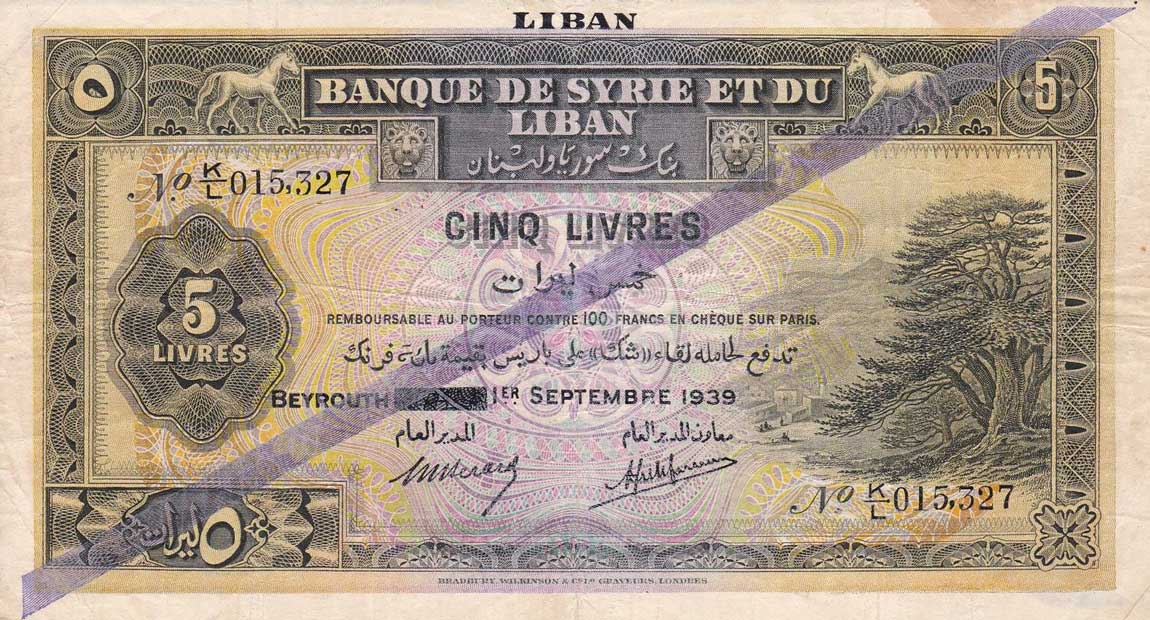 LIBAN
٥
BANQUE DE SYRIE ET DU
5
LIBAN
بنك سوريا ولبنان
No. K/L 015,327
CINQ LIVRES
خمس ليرات
5
LIVRES
REMBOURSABLE AU PORTEUR CONTRE 100 FRANCS EN CHÈQUE SUR PARIS.
تدفع لحامله لقاء «شك» على باريس بقيمة مائة فرنك
BEYROUTH 1ER SEPTEMBRE 1939
معاون المدير العام
المدير العام
No. K/L 015,327
٥ ليرات
5
BRADBURY, WILKINSON & Co Ld GRAVEURS, LONDRES